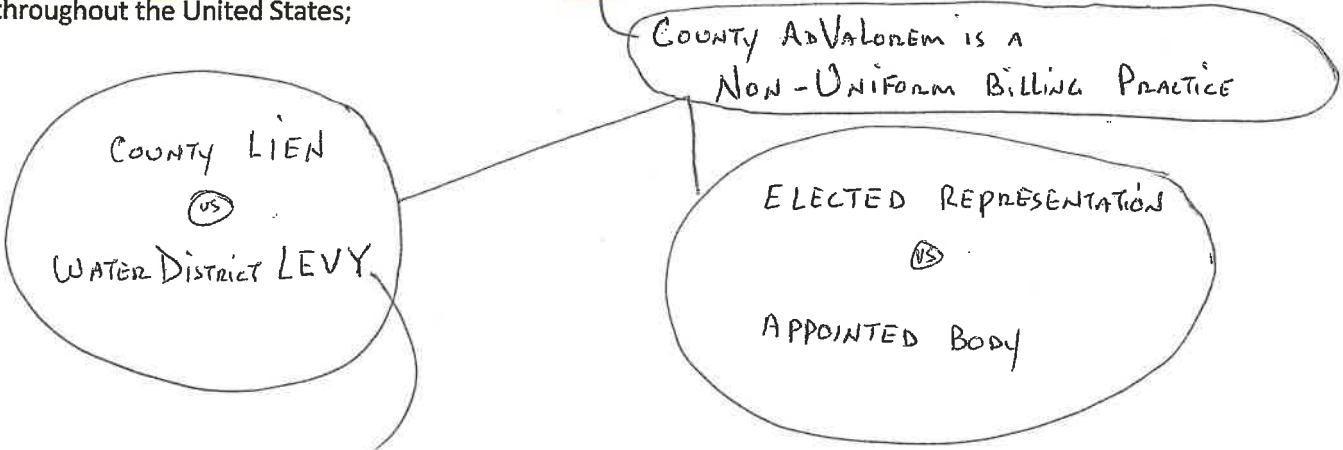 throughout the United States;
County AdValorem is a
Non-Uniform Billing Practice
County Lien
vs
Water District LEVY
Elected Representation
vs
Appointed Body